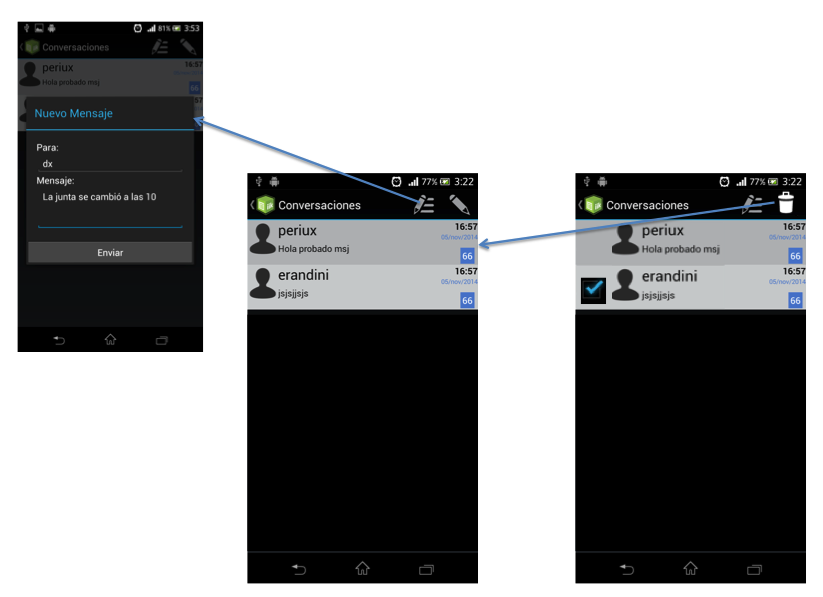 81% 3:53
Conversaciones
periux
16:57
Hola probado msj
66
57
Nuevo Mensaje
Para:
dx
Mensaje:
La junta se cambió a las 10
Enviar
77% 3:22
Conversaciones
periux
16:57
05/nov/2014
Hola probado msj
66
erandini
16:57
05/nov/2014
jsjsjjsjs
66
77% 3:22
Conversaciones
periux
16:57
05/nov/2014
Hola probado msj
66
erandini
16:57
05/nov/2014
jsjsjjsjs
66